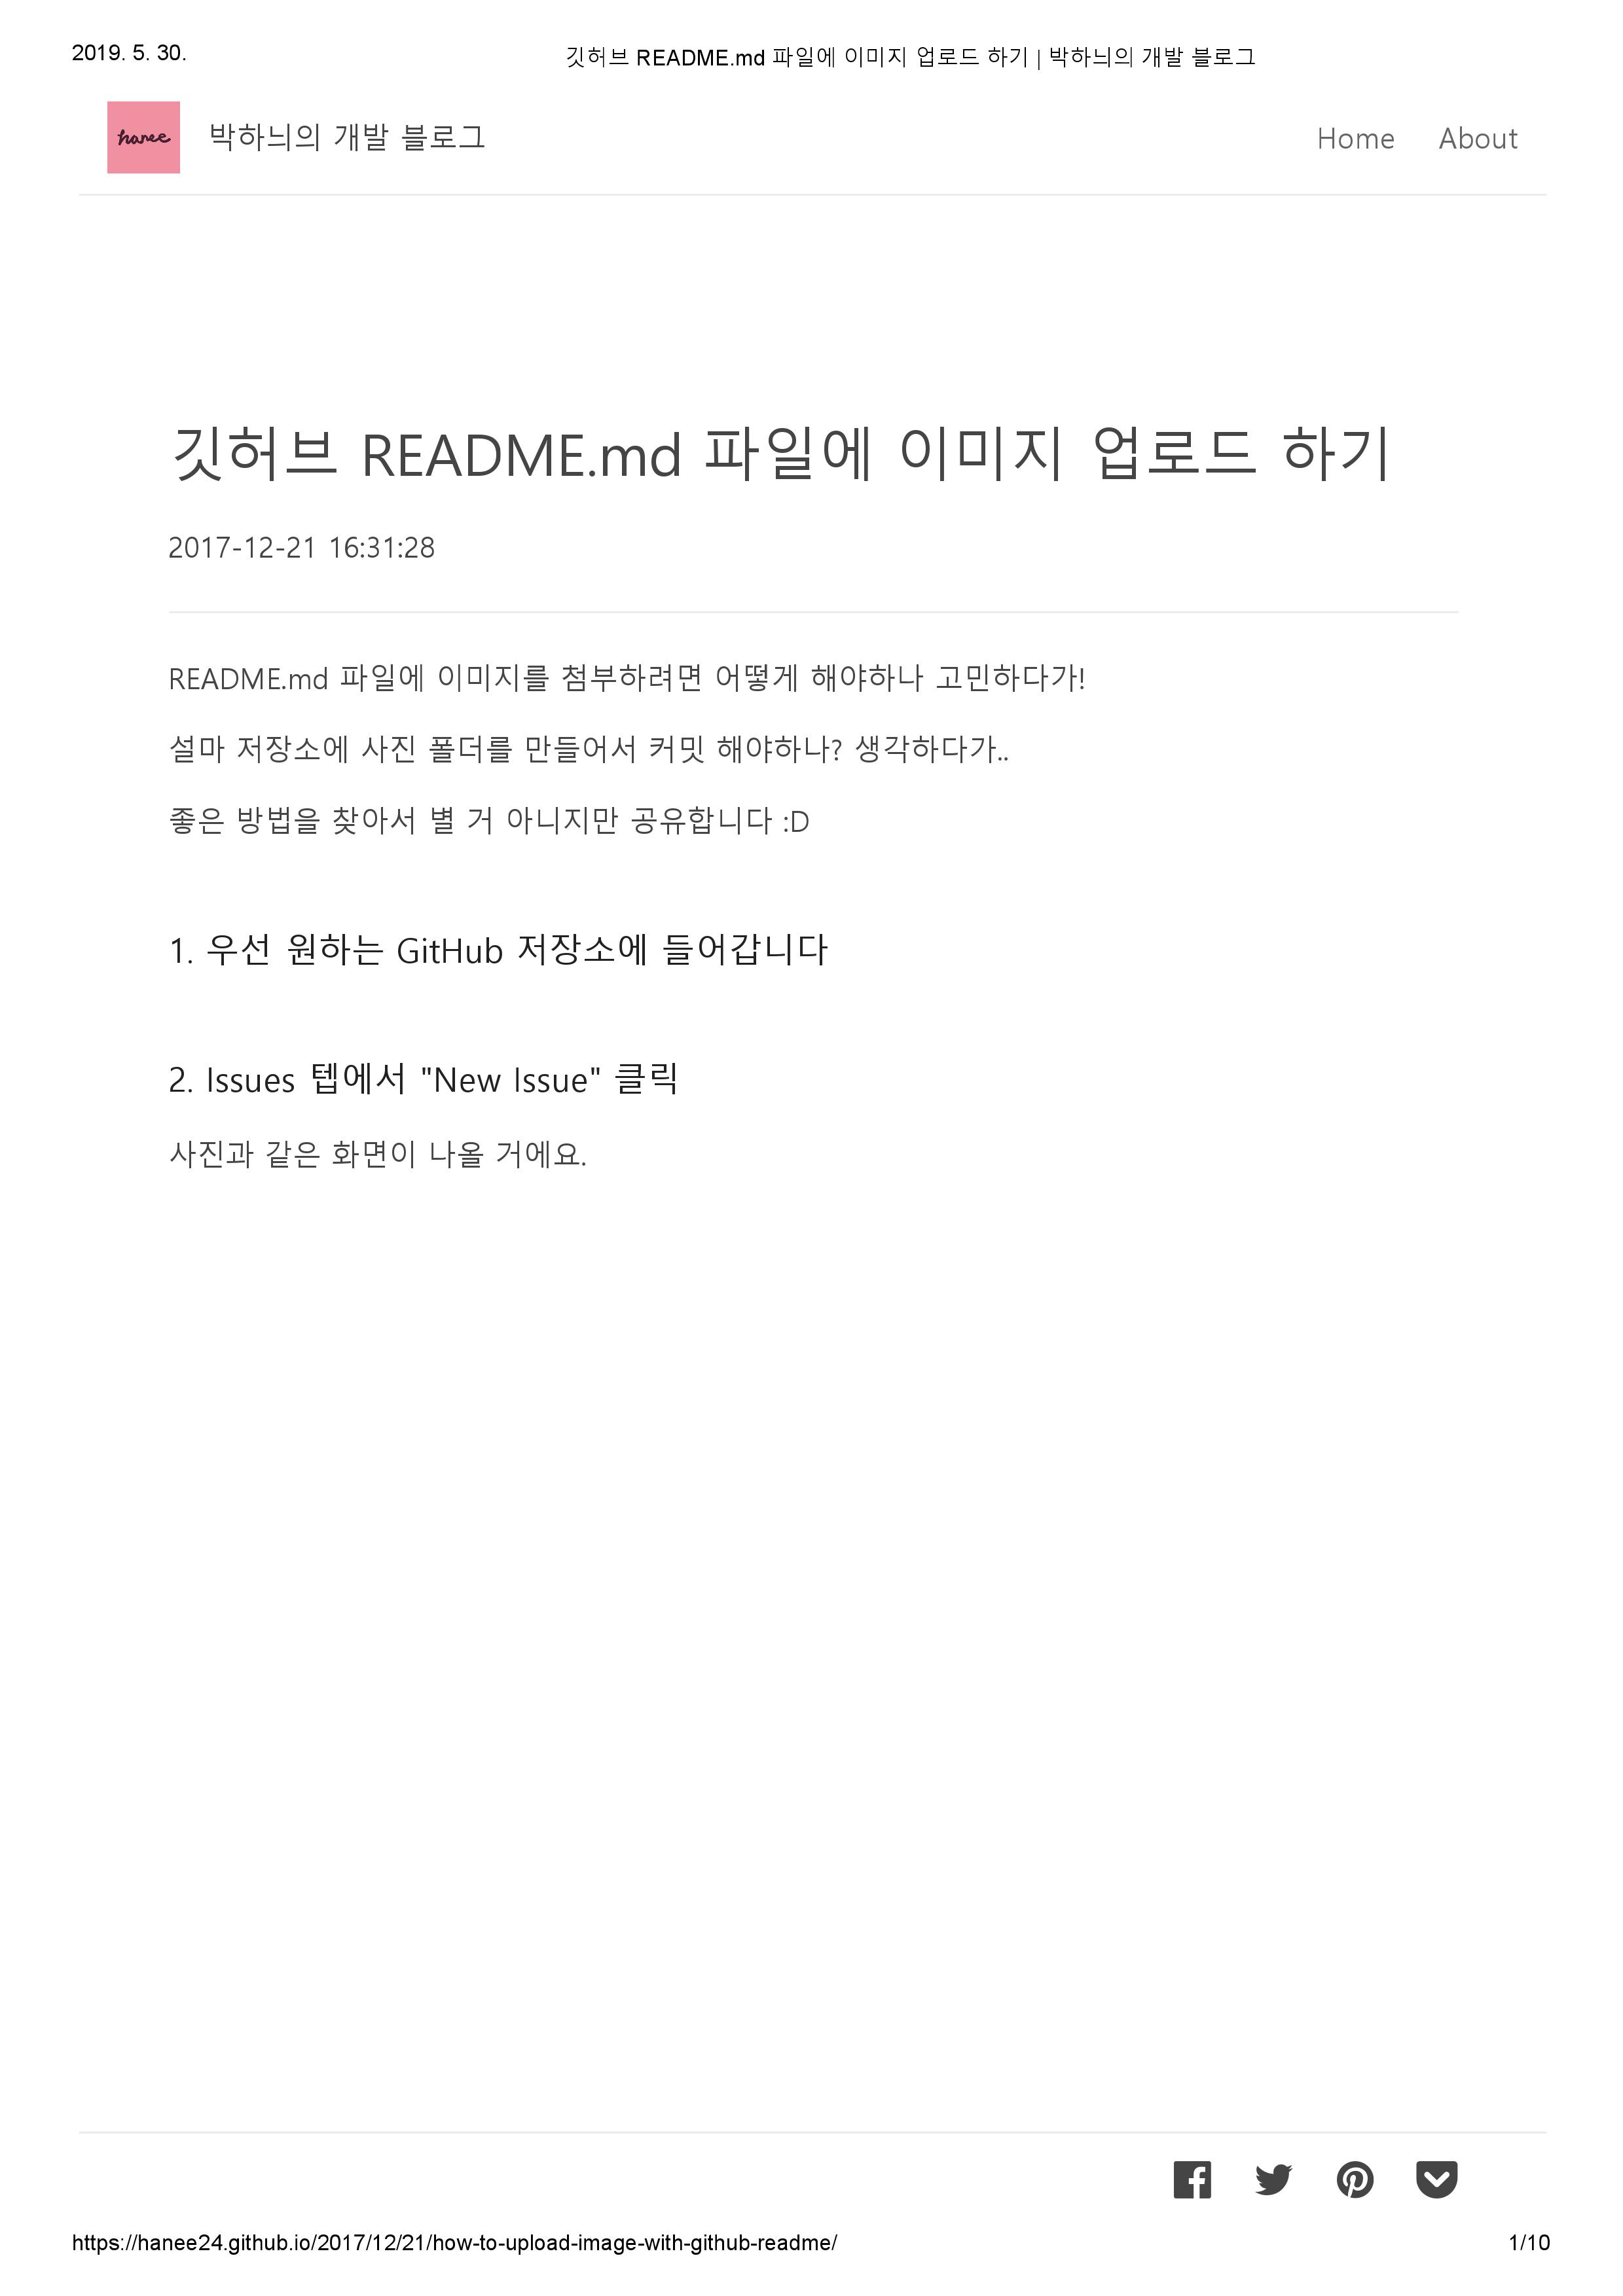 2019. 5. 30.
깃허브 README.md 파일에 이미지 업로드 하기 | 박하늬의 개발 블로그
hanee
박하늬의 개발 블로그
Home About
깃허브 README.md 파일에 이미지 업로드 하기
2017-12-21 16:31:28
README.md 파일에 이미지를 첨부하려면 어떻게 해야하나 고민하다가!
설마 저장소에 사진 폴더를 만들어서 커밋 해야하나? 생각하다가..
좋은 방법을 찾아서 별 거 아니지만 공유합니다 :D
1. 우선 원하는 GitHub 저장소에 들어갑니다
2. Issues 텝에서 "New Issue" 클릭
사진과 같은 화면이 나올 거에요.
https://hanee24.github.io/2017/12/21/how-to-upload-image-with-github-readme/
1/10